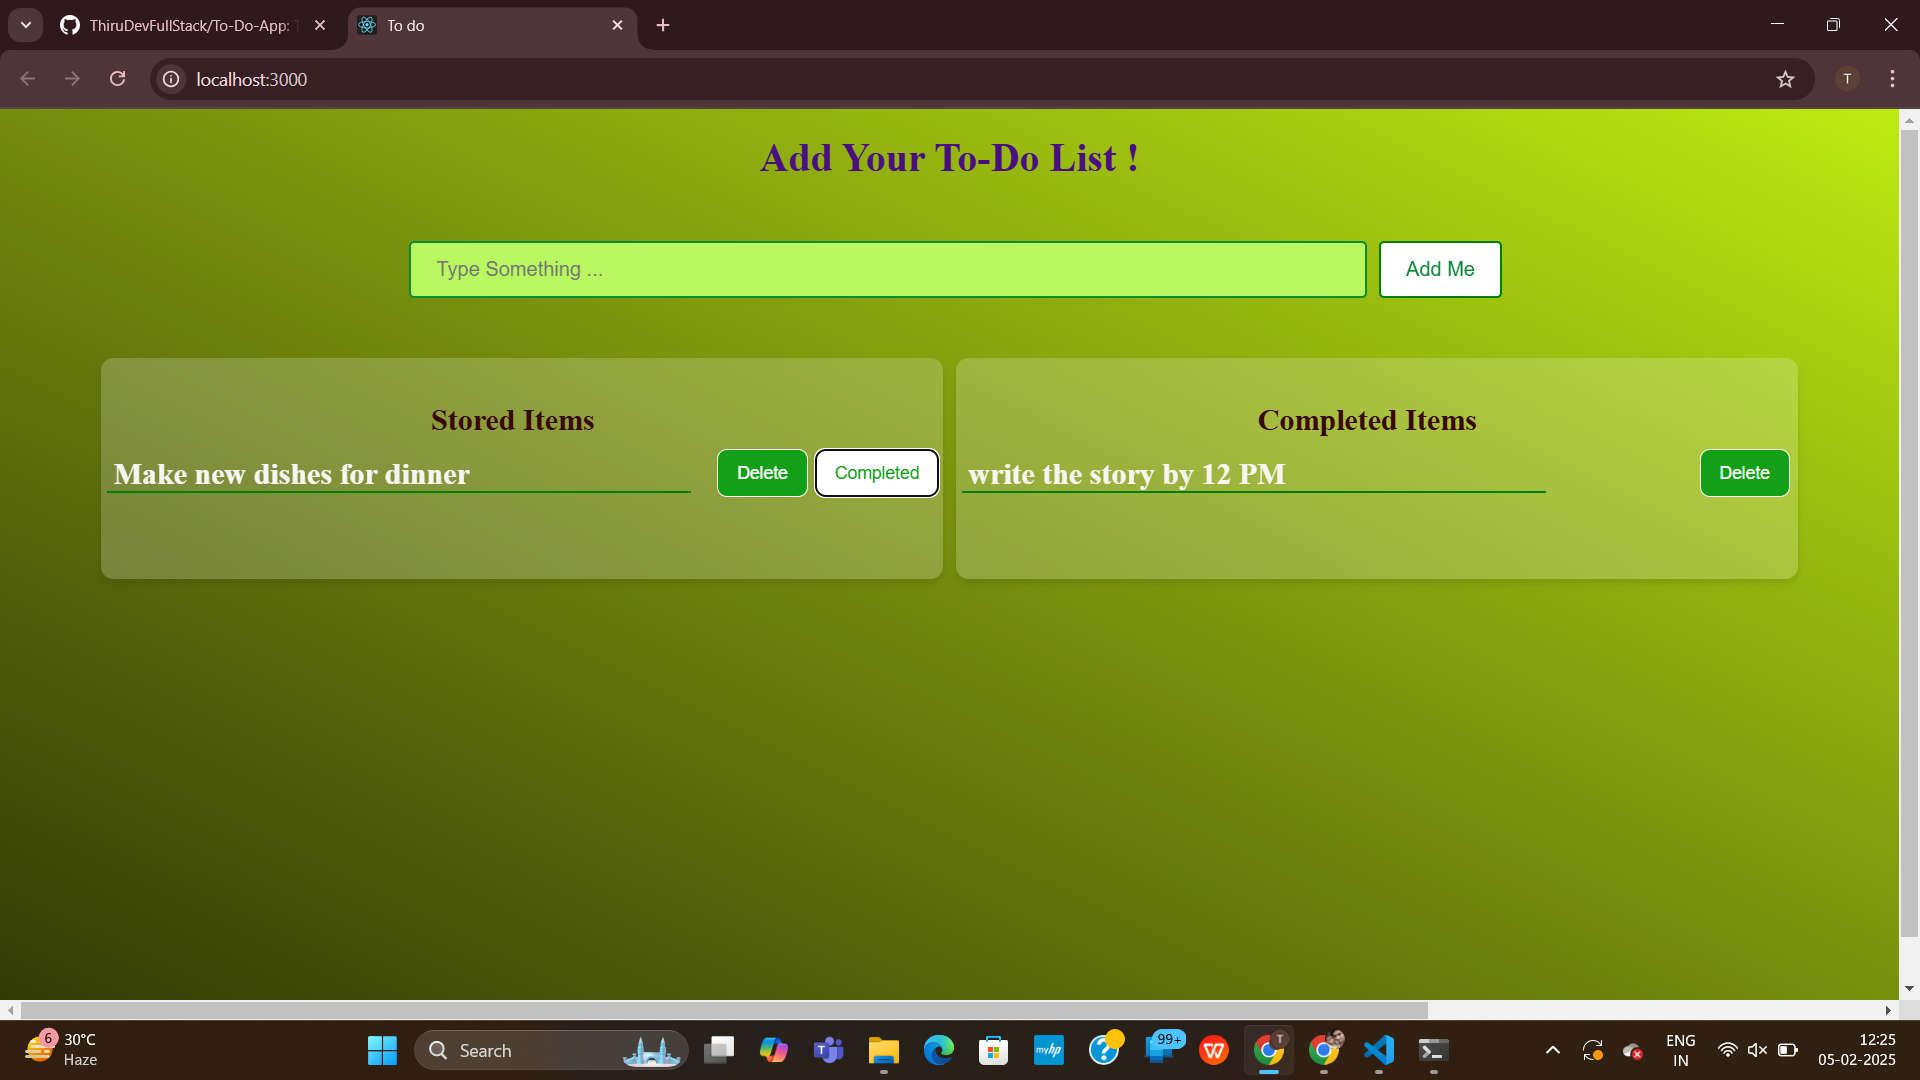 ThiruDevFullStack/To-Do-App: T
To do
localhost:3000
T
Add Your To-Do List !
Type Something ...
Add Me
Stored Items
Make new dishes for dinner
Delete
Completed
Completed Items
write the story by 12 PM
Delete
6
30°C
Haze
Search
T
myhp
?
99+
W
T
ENG
IN
12:25
05-02-2025